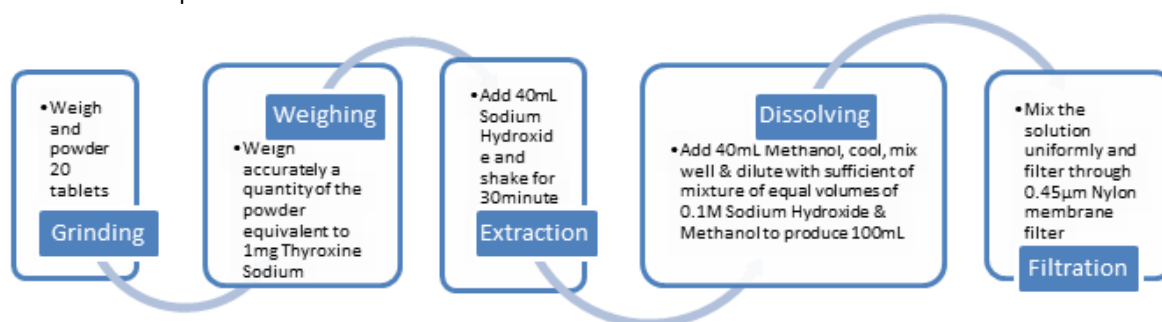 •Weigh
and
powder
20
tablets
Grinding
Weighing
•Weign
accurately a
quantity of the
powder
equivalent to
1mg Thyroxine
Sodium
•Add 40mL
Sodium
Hydroxid
e and
shake for
30minute
Extraction
Dissolving
•Add 40mL Methanol, cool, mix
well & dilute with sufficient of
mixture of equal volumes of
0.1M Sodium Hydroxide &
Methanol to produce 100mL
•Mix the
solution
uniformly and
filter through
0.45µm Nylon
membrane
filter
Filtration